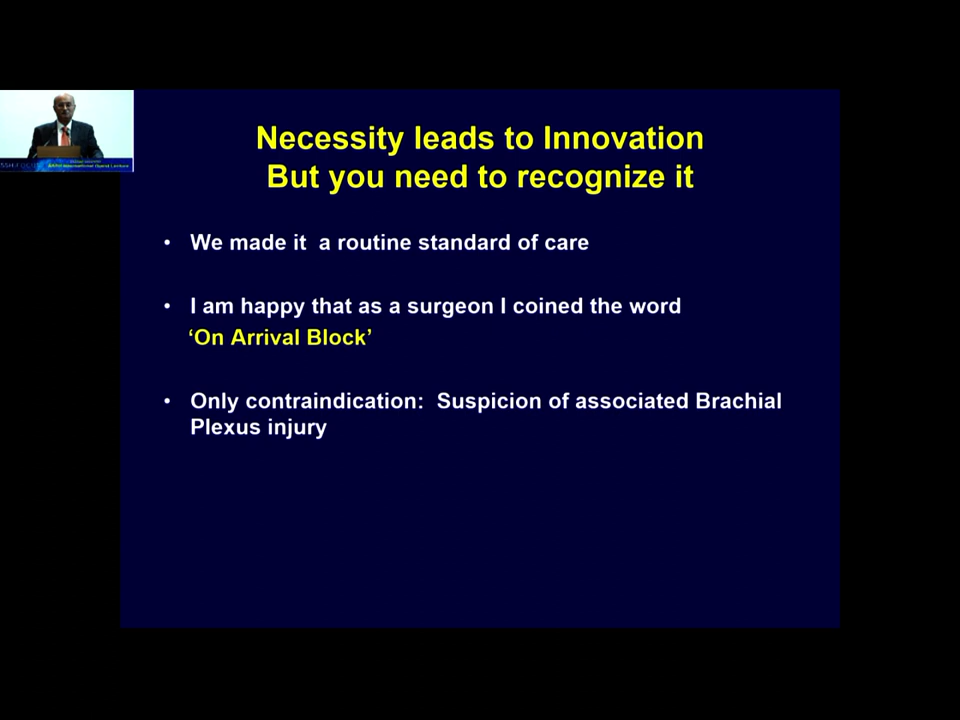 Necessity leads to Innovation
But you need to recognize it
• We made it a routine standard of care
• I am happy that as a surgeon I coined the word
‘On Arrival Block’
• Only contraindication: Suspicion of associated Brachial
Plexus injury